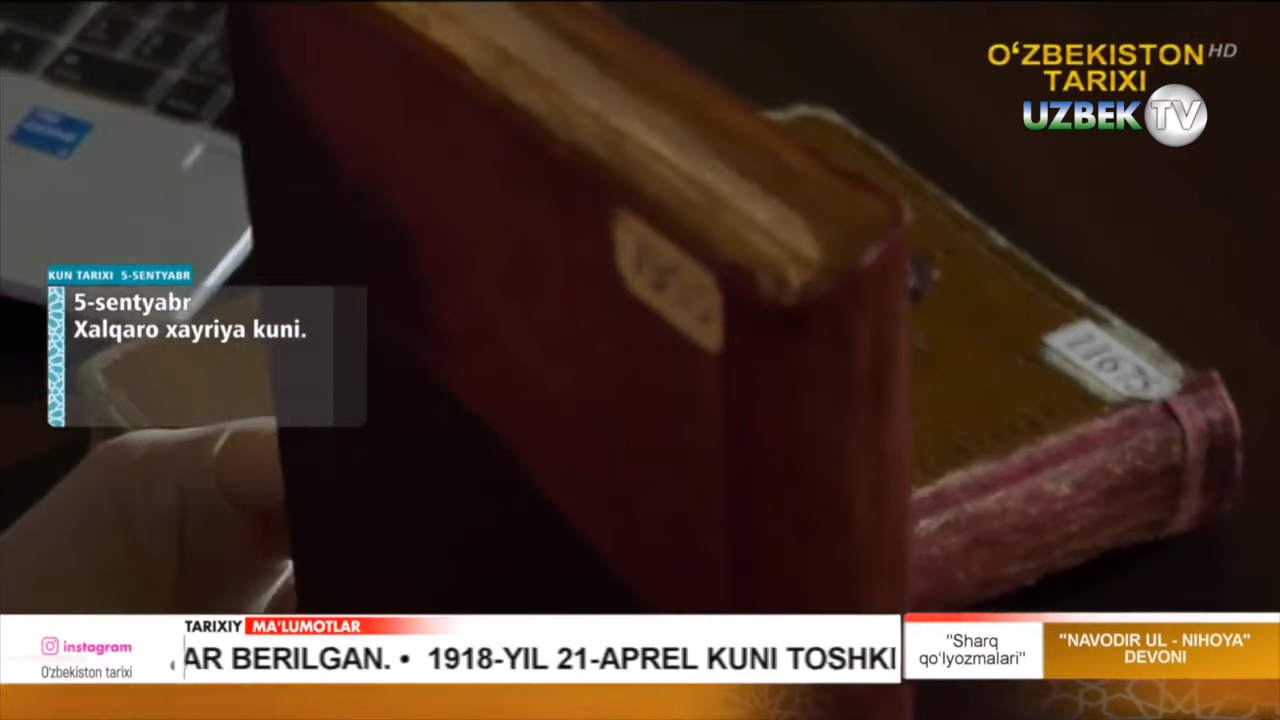 O‘ZBEKISTON HD
TARIXI
UZBEK TV
KUN TARIXI 5-SENTYABR
5-sentyabr
Xalqaro xayriya kuni.
11675
TARIXIY MA'LUMOTLAR
instagram
O'zbekiston tarixi
AR BERILGAN. • 1918-YIL 21-APREL KUNI TOSHKI
"Sharq
qo‘lyozmalari"
"NAVODIR UL - NIHOYA"
DEVONI